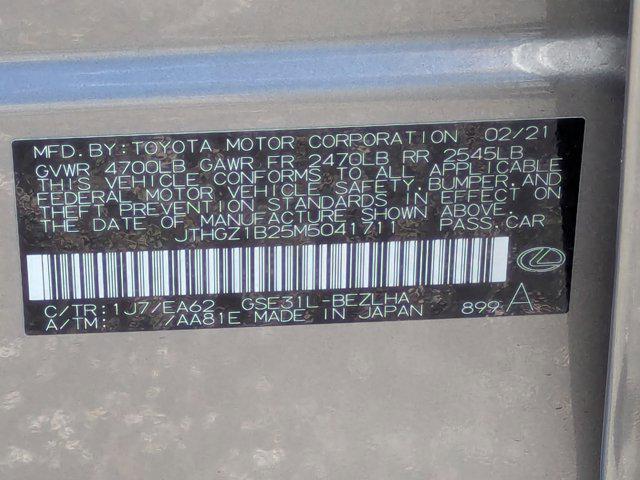 MFD.BY:TOYOTA MOTOR CORPORATION 02/21
GVWR 4700LB GAWR FR 2470LB RR 2545LB
THIS VEHICLE CONFORMS TO ALL APPLICABLE
FEDERAL MOTOR VEHICLE SAFETY,BUMPER,AND
THEFT PREVENTION STANDARDS IN EFFECT ON
THE DATE OF MANUFACTURE SHOWN ABOVE.
JTHGZ1B25M5041711 PASS.CAR
C/TR:1J7/EA62 GSE31L-BEZLHA
A/TM: /AA81E MADE IN JAPAN 899 A